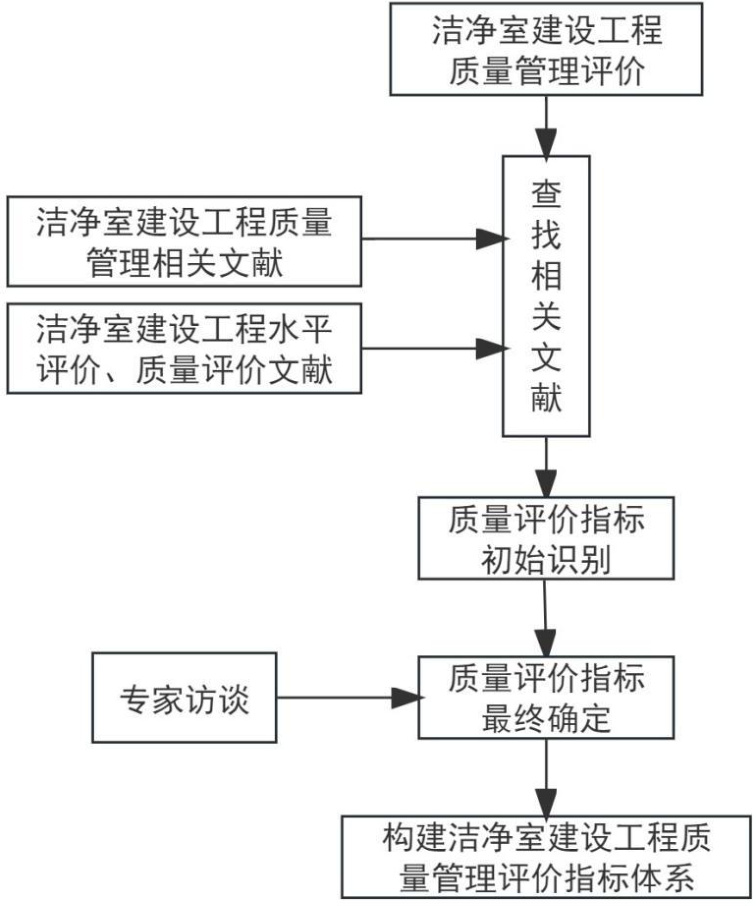 洁净室建设工程
质量管理评价
洁净室建设工程质量
管理相关文献
洁净室建设工程水平
评价、质量评价文献
查找相关文献
质量评价指标
初始识别
专家访谈
质量评价指标
最终确定
构建洁净室建设工程质
量管理评价指标体系